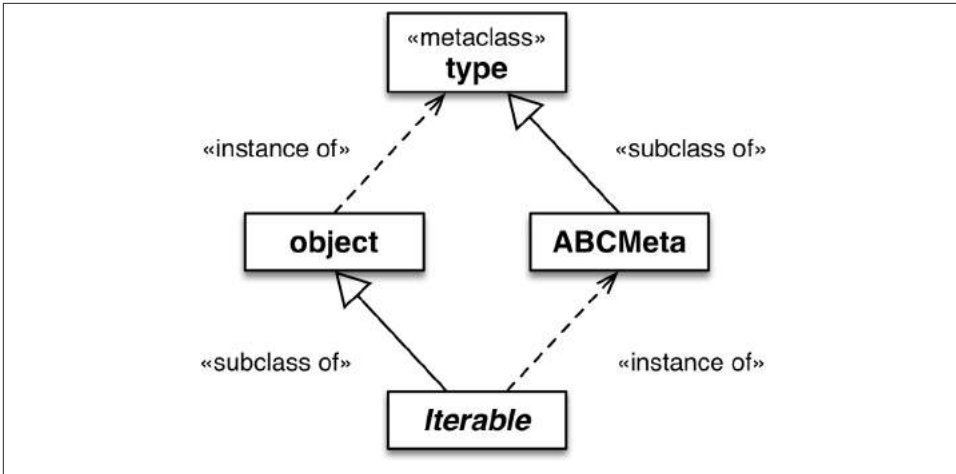 «metaclass»
type
«instance of»
«subclass of»
object
ABCMeta
«subclass of»
«instance of»
Iterable